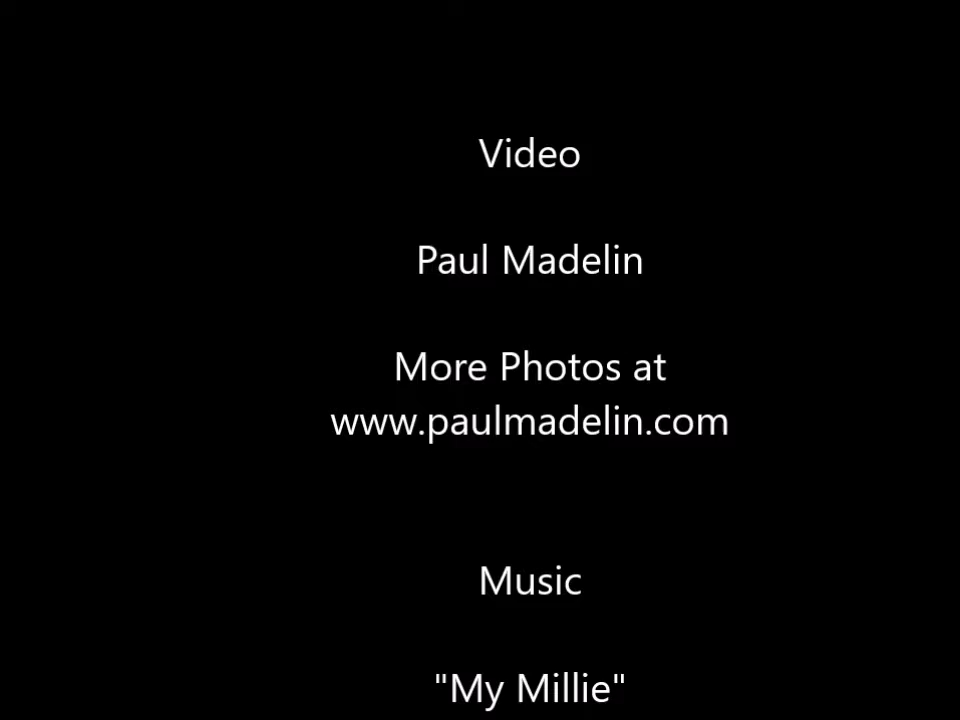 Video
Paul Madelin
More Photos at
www.paulmadelin.com
Music
"My Millie"